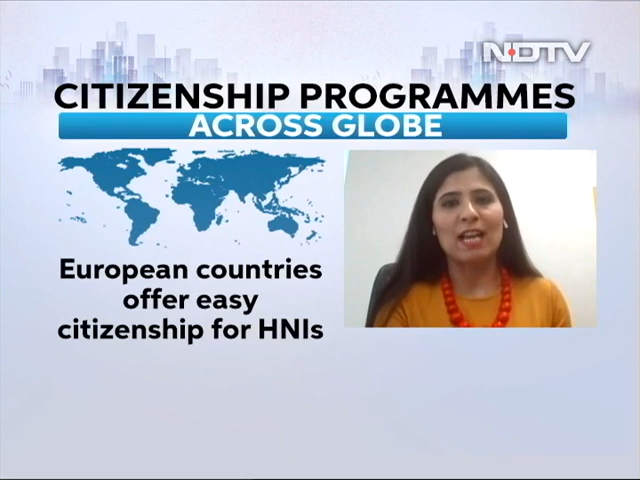 NDTV
CITIZENSHIP PROGRAMMES
ACROSS GLOBE
European countries
offer easy
citizenship for HNIs